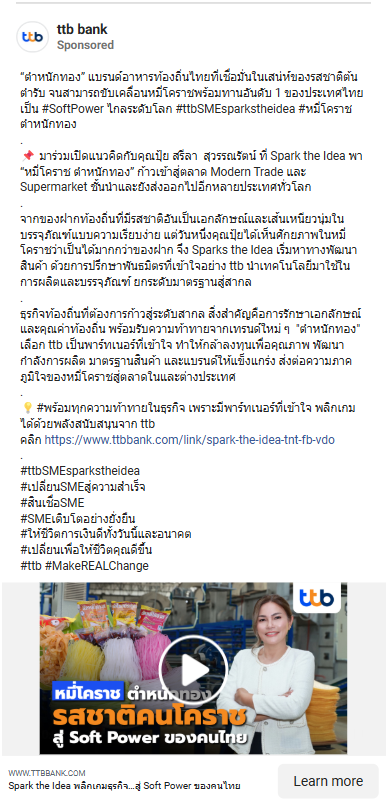 ttb bank
Sponsored
“ตำหนักทอง” แบรนด์อาหารท้องถิ่นไทยที่เชื่อมั่นในเสน่ห์ของรสชาติต้น
ตำรับ จนสามารถขับเคลื่อนหมี่โคราชพร้อมทานอันดับ 1 ของประเทศไทย
เป็น #SoftPower ไกลระดับโลก #ttbSMEsparkstheidea #หมี่โคราช
ตำหนักทอง
.
📌 มาร่วมเปิดแนวคิดกับคุณปุ้ย สรีลา สุวรรณรัตน์ ที่ Spark the Idea พา
“หมี่โคราช ตำหนักทอง” ก้าวเข้าสู่ตลาด Modern Trade และ
Supermarket ชั้นนำและยังส่งออกไปอีกหลายประเทศทั่วโลก
.
จากของฝากท้องถิ่นที่มีรสชาติอันเป็นเอกลักษณ์และเส้นเหนียวนุ่มใน
บรรจุภัณฑ์แบบความเรียบง่าย แต่วันหนึ่งคุณปุ้ยได้เห็นศักยภาพในหมี่
โคราชว่าเป็นได้มากกว่าของฝาก จึง Sparks the Idea เริ่มหาทางพัฒนา
สินค้า ด้วยการปรึกษาพันธมิตรที่เข้าใจอย่าง ttb นำเทคโนโลยีมาใช้ใน
การผลิตและบรรจุภัณฑ์ ยกระดับมาตรฐานสู่สากล
.
ธุรกิจท้องถิ่นที่ต้องการก้าวสู่ระดับสากล สิ่งสำคัญคือการรักษาเอกลักษณ์
และคุณค่าท้องถิ่น พร้อมรับความท้าทายจากเทรนด์ใหม่ ๆ "ตำหนักทอง"
เลือก ttb เป็นพาร์ทเนอร์ที่เข้าใจ ทำให้กล้าลงทุนเพื่อคุณภาพ พัฒนา
กำลังการผลิต มาตรฐานสินค้า และแบรนด์ให้แข็งแกร่ง ส่งต่อความภาค
ภูมิใจของหมี่โคราชสู่ตลาดในและต่างประเทศ
.
💡 #พร้อมทุกความท้าทายในธุรกิจ เพราะมีพาร์ทเนอร์ที่เข้าใจ พลิกเกม
ได้ด้วยพลังสนับสนุนจาก ttb
คลิก https://www.ttbbank.com/link/spark-the-idea-tnt-fb-vdo
.
#ttbSMEsparkstheidea
#เปลี่ยนSMEสู่ความสำเร็จ
#สินเชื่อSME
#SMEเติบโตอย่างยั่งยืน
#ให้ชีวิตการเงินดีทั้งวันนี้และอนาคต
#เปลี่ยนเพื่อให้ชีวิตคุณดีขึ้น
#ttb #MakeREALChange
ttb
หมี่โคราช ตำหนักทอง
รสชาติคนโคราช
สู่ Soft Power ของคนไทย
WWW.TTBBANK.COM
Spark the Idea พลิกเกมธุรกิจ...สู่ Soft Power ของคนไทย
Learn more